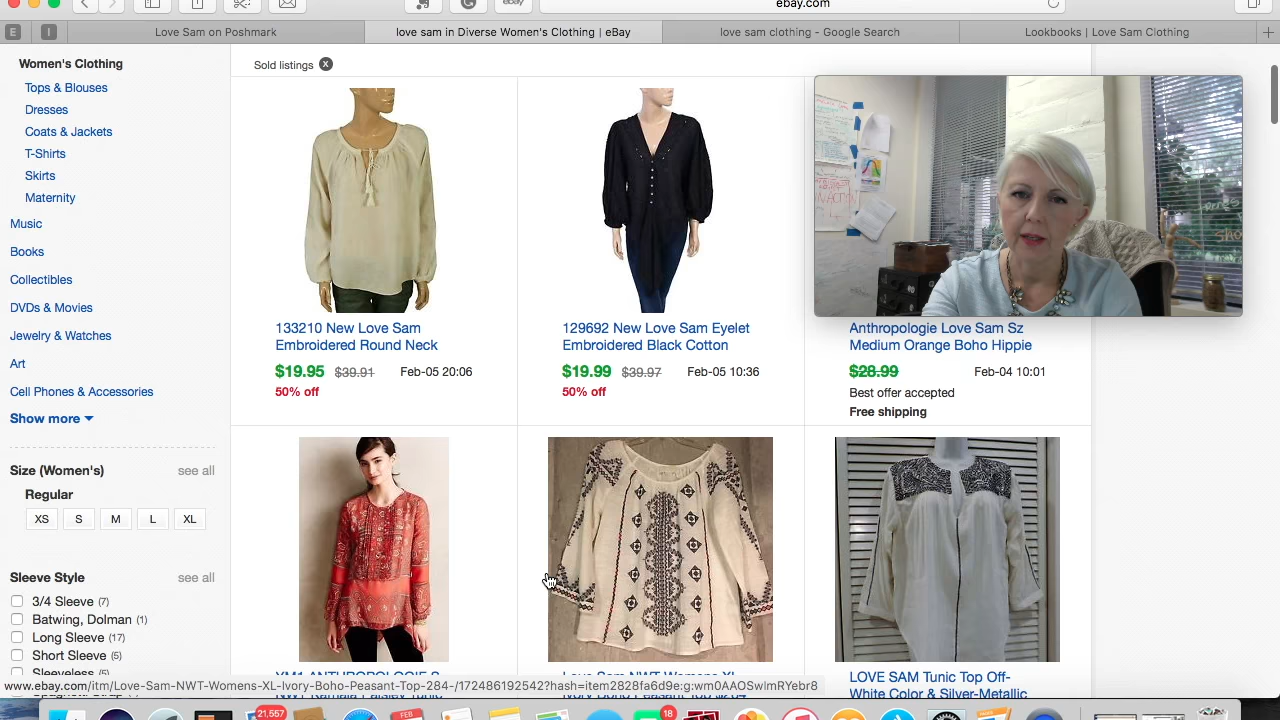 ebay.com
E
I
Love Sam on Poshmark
love sam in Diverse Women's Clothing | eBay
love sam clothing - Google Search
Lookbooks | Love Sam Clothing
Women's Clothing
Tops & Blouses
Dresses
Coats & Jackets
T-Shirts
Skirts
Maternity
Music
Books
Collectibles
DVDs & Movies
Jewelry & Watches
Art
Cell Phones & Accessories
Show more
Size (Women's) see all
Regular
XS S M L XL
Sleeve Style see all
3/4 Sleeve (7)
Batwing, Dolman (1)
Long Sleeve (17)
Short Sleeve (5)
Sleeveless (5)
Sold listings X
133210 New Love Sam
Embroidered Round Neck
$19.95 $39.91 Feb-05 20:06
50% off
129692 New Love Sam Eyelet
Embroidered Black Cotton
$19.99 $39.97 Feb-05 10:36
50% off
Anthropologie Love Sam Sz
Medium Orange Boho Hippie
$28.99 Feb-04 10:01
Best offer accepted
Free shipping
LOVE SAM Tunic Top Off-
White Color & Silver-Metallic
www.ebay.com/itm/Love-Sam-NWT-Womens-XL-Ivory-Boho-Peasant-Top-284-/172486192542?hash=item2828fa6d9e:g:wm0AAOSwlmRYebr8
21,557
FEB
18